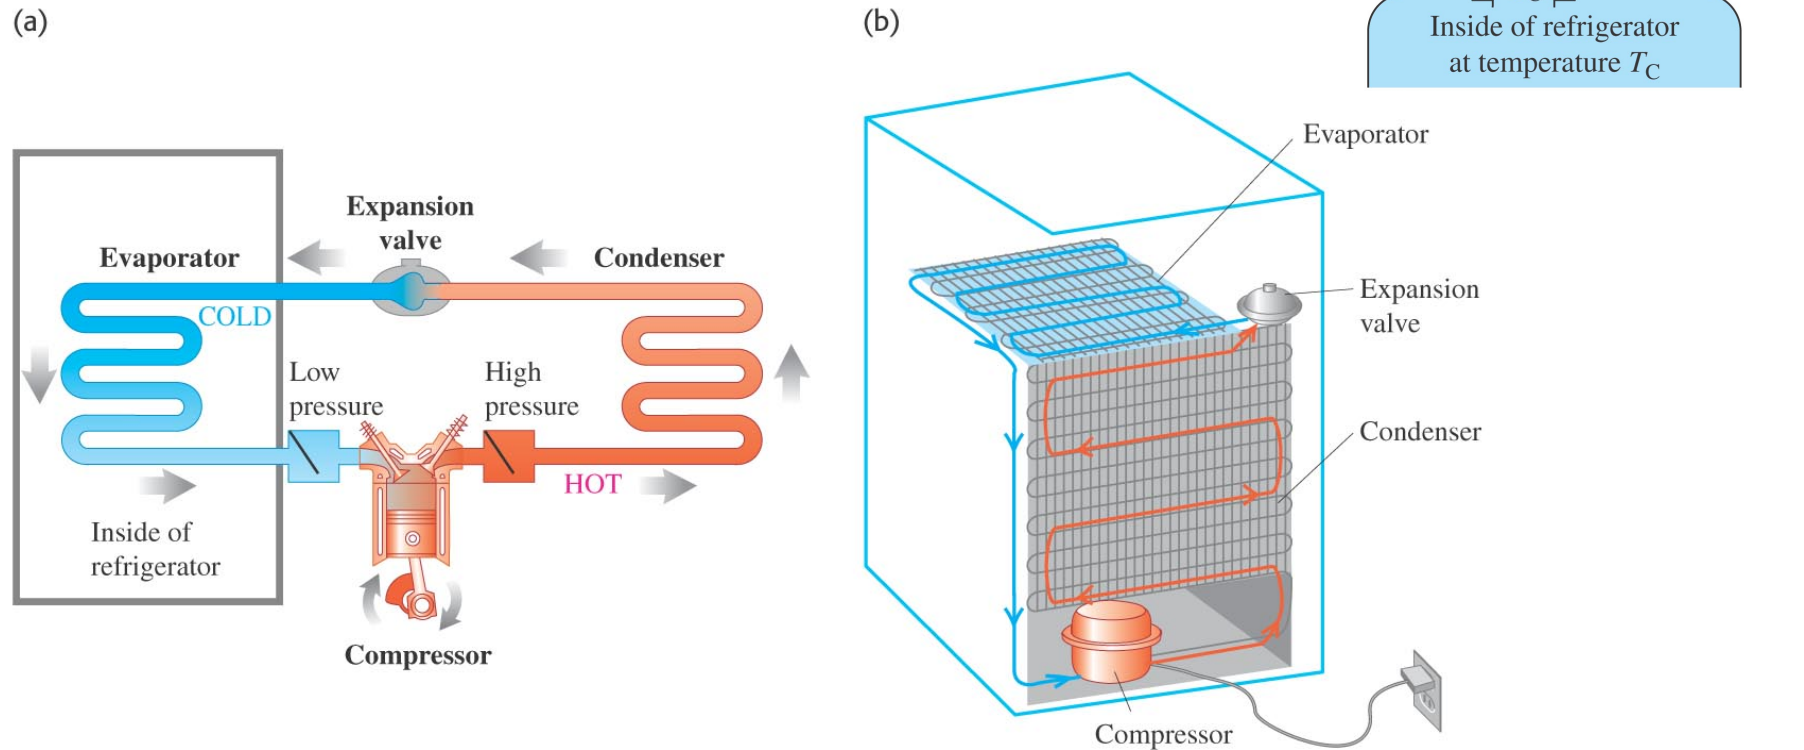 (a)
Expansion
valve
Evaporator
Condenser
COLD
Low
pressure
High
pressure
HOT
Inside of
refrigerator
Compressor
(b)
Inside of refrigerator
at temperature TC
Evaporator
Expansion
valve
Condenser
Compressor